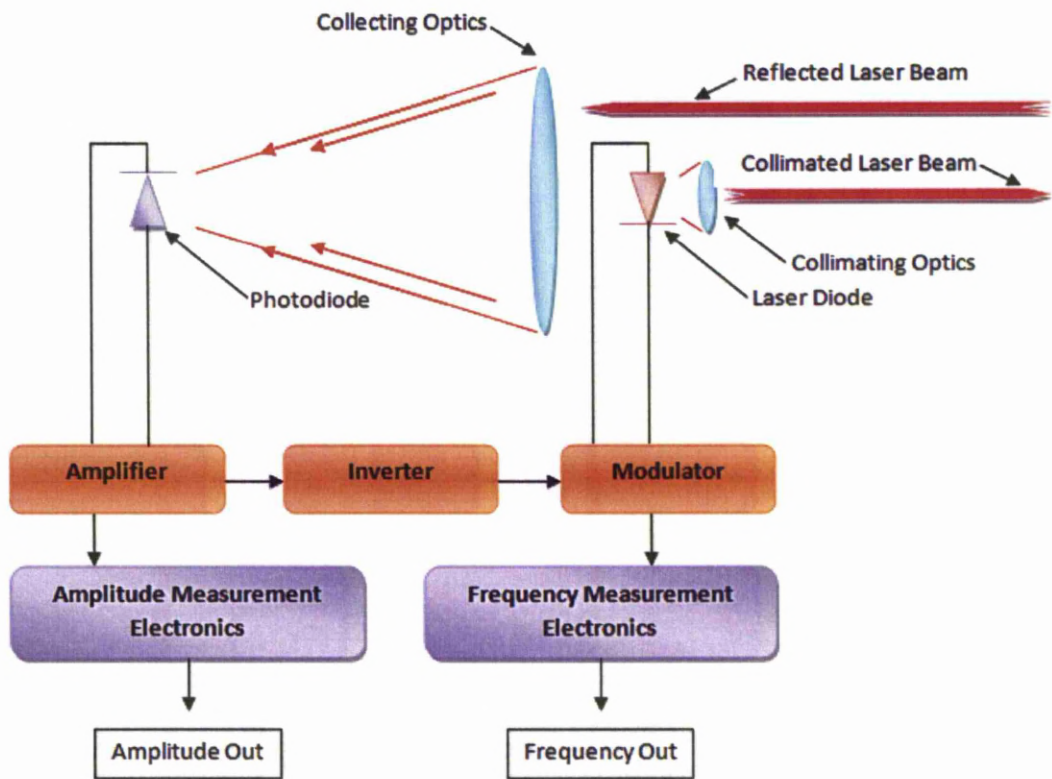 Collecting Optics
Reflected Laser Beam
Collimated Laser Beam
Collimating Optics
Laser Diode
Photodiode
Amplifier
Inverter
Modulator
Amplitude Measurement
Electronics
Frequency Measurement
Electronics
Amplitude Out
Frequency Out